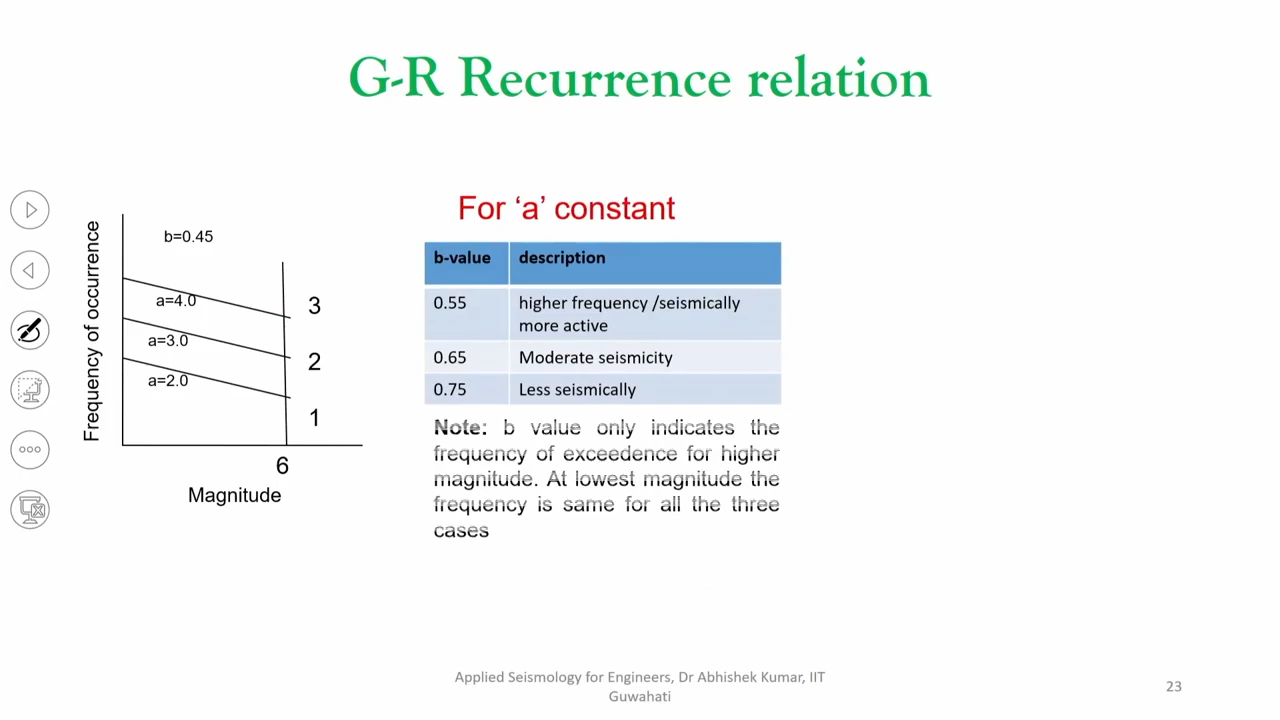 G-R Recurrence relation
For ‘a’ constant
b-value description
0.55 higher frequency /seismically
more active
0.65 Moderate seismicity
0.75 Less seismically
Note: b value only indicates the
frequency of exceedence for higher
magnitude. At lowest magnitude the
frequency is same for all the three
cases
Frequency of occurrence
b=0.45
a=4.0
a=3.0
a=2.0
3
2
1
6
Magnitude
Applied Seismology for Engineers, Dr Abhishek Kumar, IIT
Guwahati
23